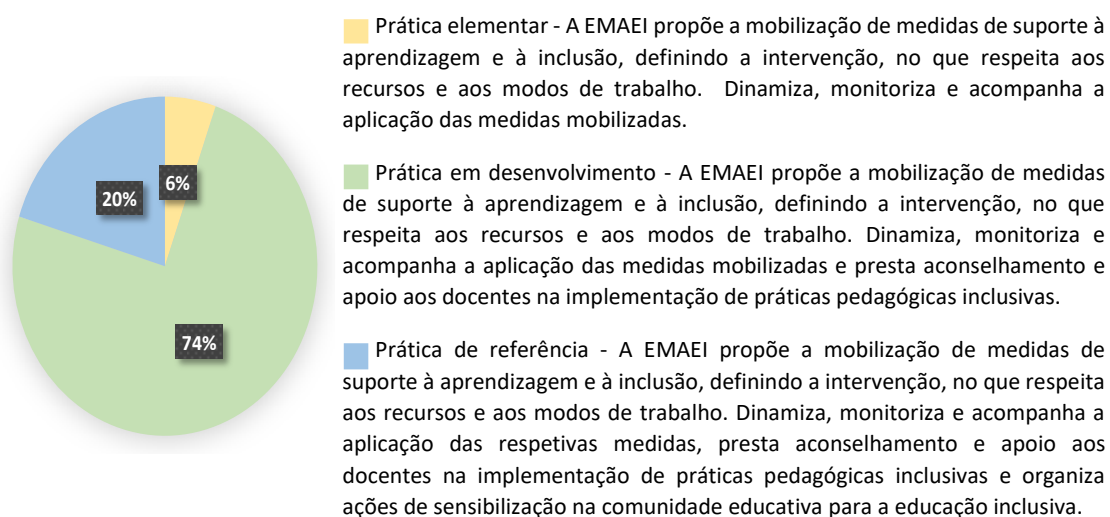 Prática elementar - A EMAEI propõe a mobilização de medidas de suporte à
aprendizagem e à inclusão, definindo a intervenção, no que respeita aos
recursos e aos modos de trabalho. Dinamiza, monitoriza e acompanha a
aplicação das medidas mobilizadas.
Prática em desenvolvimento - A EMAEI propõe a mobilização de medidas
de suporte à aprendizagem e à inclusão, definindo a intervenção, no que
respeita aos recursos e aos modos de trabalho. Dinamiza, monitoriza e
acompanha a aplicação das medidas mobilizadas e presta aconselhamento e
apoio aos docentes na implementação de práticas pedagógicas inclusivas.
Prática de referência - A EMAEI propõe a mobilização de medidas de
suporte à aprendizagem e à inclusão, definindo a intervenção, no que respeita
aos recursos e aos modos de trabalho. Dinamiza, monitoriza e acompanha a
aplicação das respetivas medidas, presta aconselhamento e apoio aos
docentes na implementação de práticas pedagógicas inclusivas e organiza
ações de sensibilização na comunidade educativa para a educação inclusiva.
6%
20%
74%